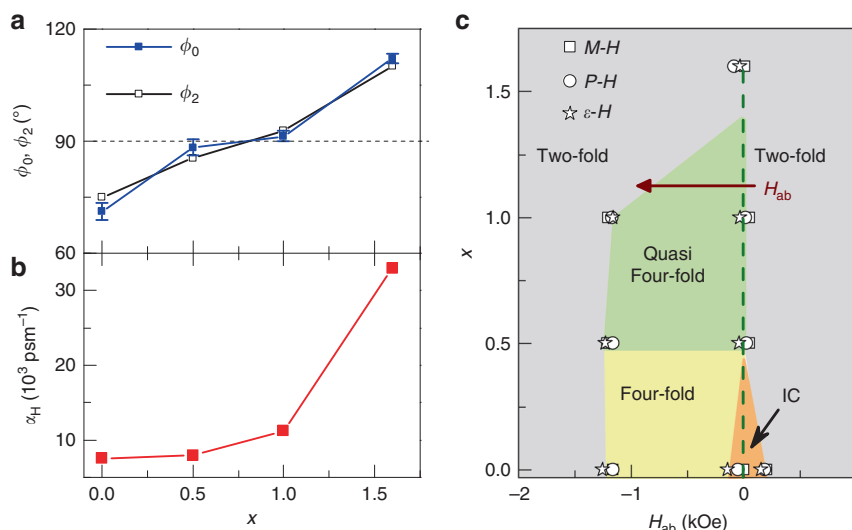 a
120
90
60
ϕ0, ϕ2 (°)
ϕ0
ϕ2
b
30
20
10
αH (10³ psm⁻¹)
0.0 0.5 1.0 1.5
x
c
1.5
1.0
0.5
0.0
x
M-H
P-H
ε-H
Two-fold
Two-fold
Hab
Quasi
Four-fold
Four-fold
IC
−2 −1 0
Hab (kOe)